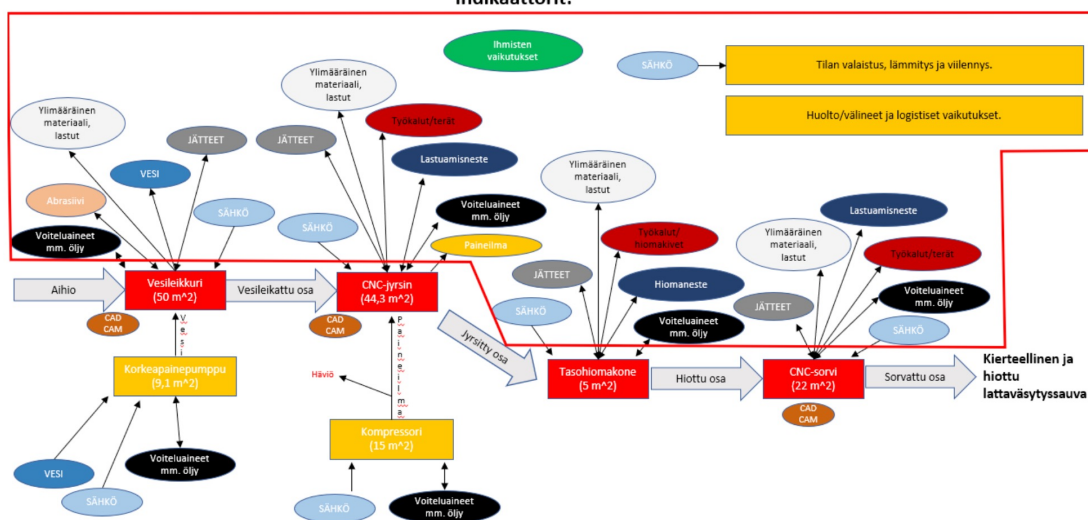 Indikaattorit:
Ihmisten
vaikutukset
SÄHKÖ
Tilan valaistus, lämmitys ja viilennys.
Huolto/välineet ja logistiset vaikutukset.
Ylimääräinen
materiaali,
lastut
JÄTTEET
VESI
Abrasiivi
SÄHKÖ
Voiteluaineet
mm. öljy
Ylimääräinen
materiaali,
lastut
JÄTTEET
Työkalut/terät
Lastuamisneste
SÄHKÖ
Voiteluaineet
mm. öljy
Paineilma
Ylimääräinen
materiaali,
lastut
Työkalut/
hiomakivet
JÄTTEET
Hiomaneste
SÄHKÖ
Voiteluaineet
mm. öljy
Lastuamisneste
Ylimääräinen
materiaali,
lastut
Työkalut/terät
JÄTTEET
Voiteluaineet
mm. öljy
SÄHKÖ
Aihio
Vesileikkuri
(50 m^2)
CAD
CAM
Vesileikattu osa
CNC-jyrsin
(44,3 m^2)
CAD
CAM
Jyrsitty osa
Tasohiomakone
(5 m^2)
Hiottu osa
CNC-sorvi
(22 m^2)
CAD
CAM
Sorvattu osa
Kierteellinen ja
hiottu
lattaväsytyssauva
Vesi
Korkeapainepumppu
(9,1 m^2)
VESI
SÄHKÖ
Voiteluaineet
mm. öljy
Paineilma
Häviö
Kompressori
(15 m^2)
SÄHKÖ
Voiteluaineet
mm. öljy